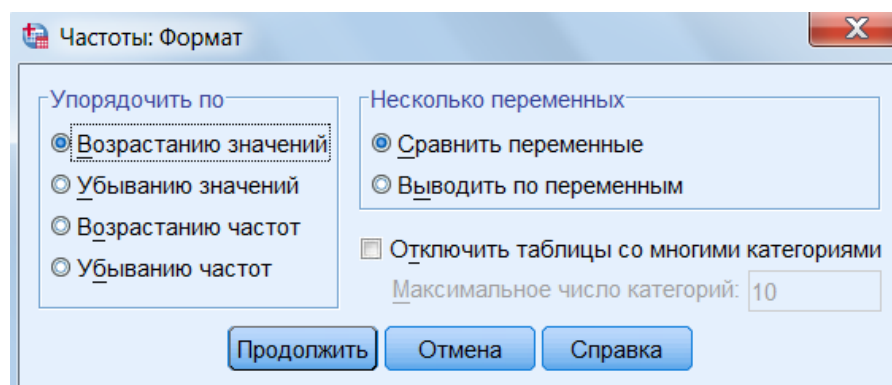 Частоты: Формат
Упорядочить по
Возрастанию значений
Убыванию значений
Возрастанию частот
Убыванию частот
Несколько переменных
Сравнить переменные
Выводить по переменным
Отключить таблицы со многими категориями
Максимальное число категорий: 10
Продолжить
Отмена
Справка